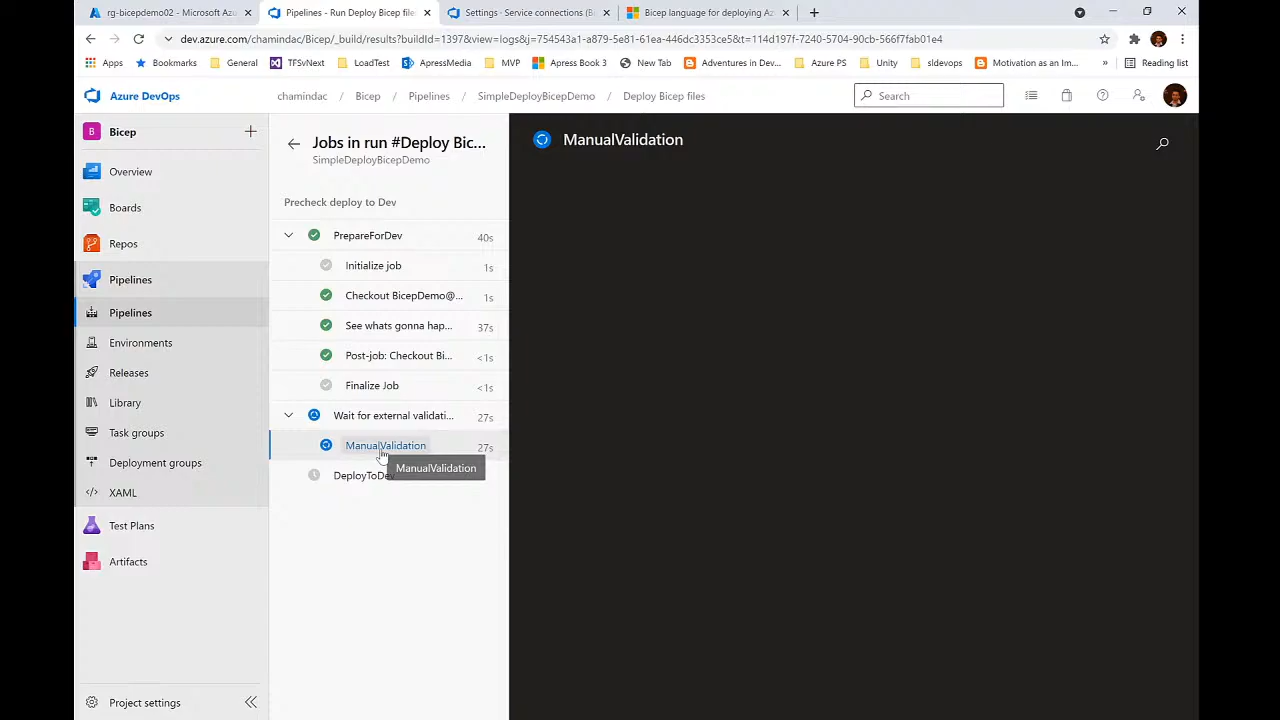 rg-bicepdemo02 - Microsoft Azu
Pipelines - Run Deploy Bicep file
Settings · Service connections (B
Bicep language for deploying Az
dev.azure.com/chamindac/Bicep/_build/results?buildId=1397&view=logs&j=754543a1-a879-5e81-61ea-446dc3353ce5&t=114d197f-7240-5704-90cb-566f7fab01e4
Apps
Bookmarks
General
TFSvNext
LoadTest
ApressMedia
MVP
Apress Book 3
New Tab
Adventures in Dev...
Azure PS
Unity
sldevops
Motivation as an Im...
»
Reading list
Azure DevOps
chamindac / Bicep / Pipelines / SimpleDeployBicepDemo / Deploy Bicep files
Search
B Bicep
Overview
Boards
Repos
Pipelines
Pipelines
Environments
Releases
Library
Task groups
Deployment groups
XAML
Test Plans
Artifacts
Project settings
Jobs in run #Deploy Bic...
SimpleDeployBicepDemo
Precheck deploy to Dev
PrepareForDev 40s
Initialize job 1s
Checkout BicepDemo@... 1s
See whats gonna hap... 37s
Post-job: Checkout Bi... <1s
Finalize Job <1s
Wait for external validati... 27s
ManualValidation 27s
ManualValidation
DeployToDev
ManualValidation